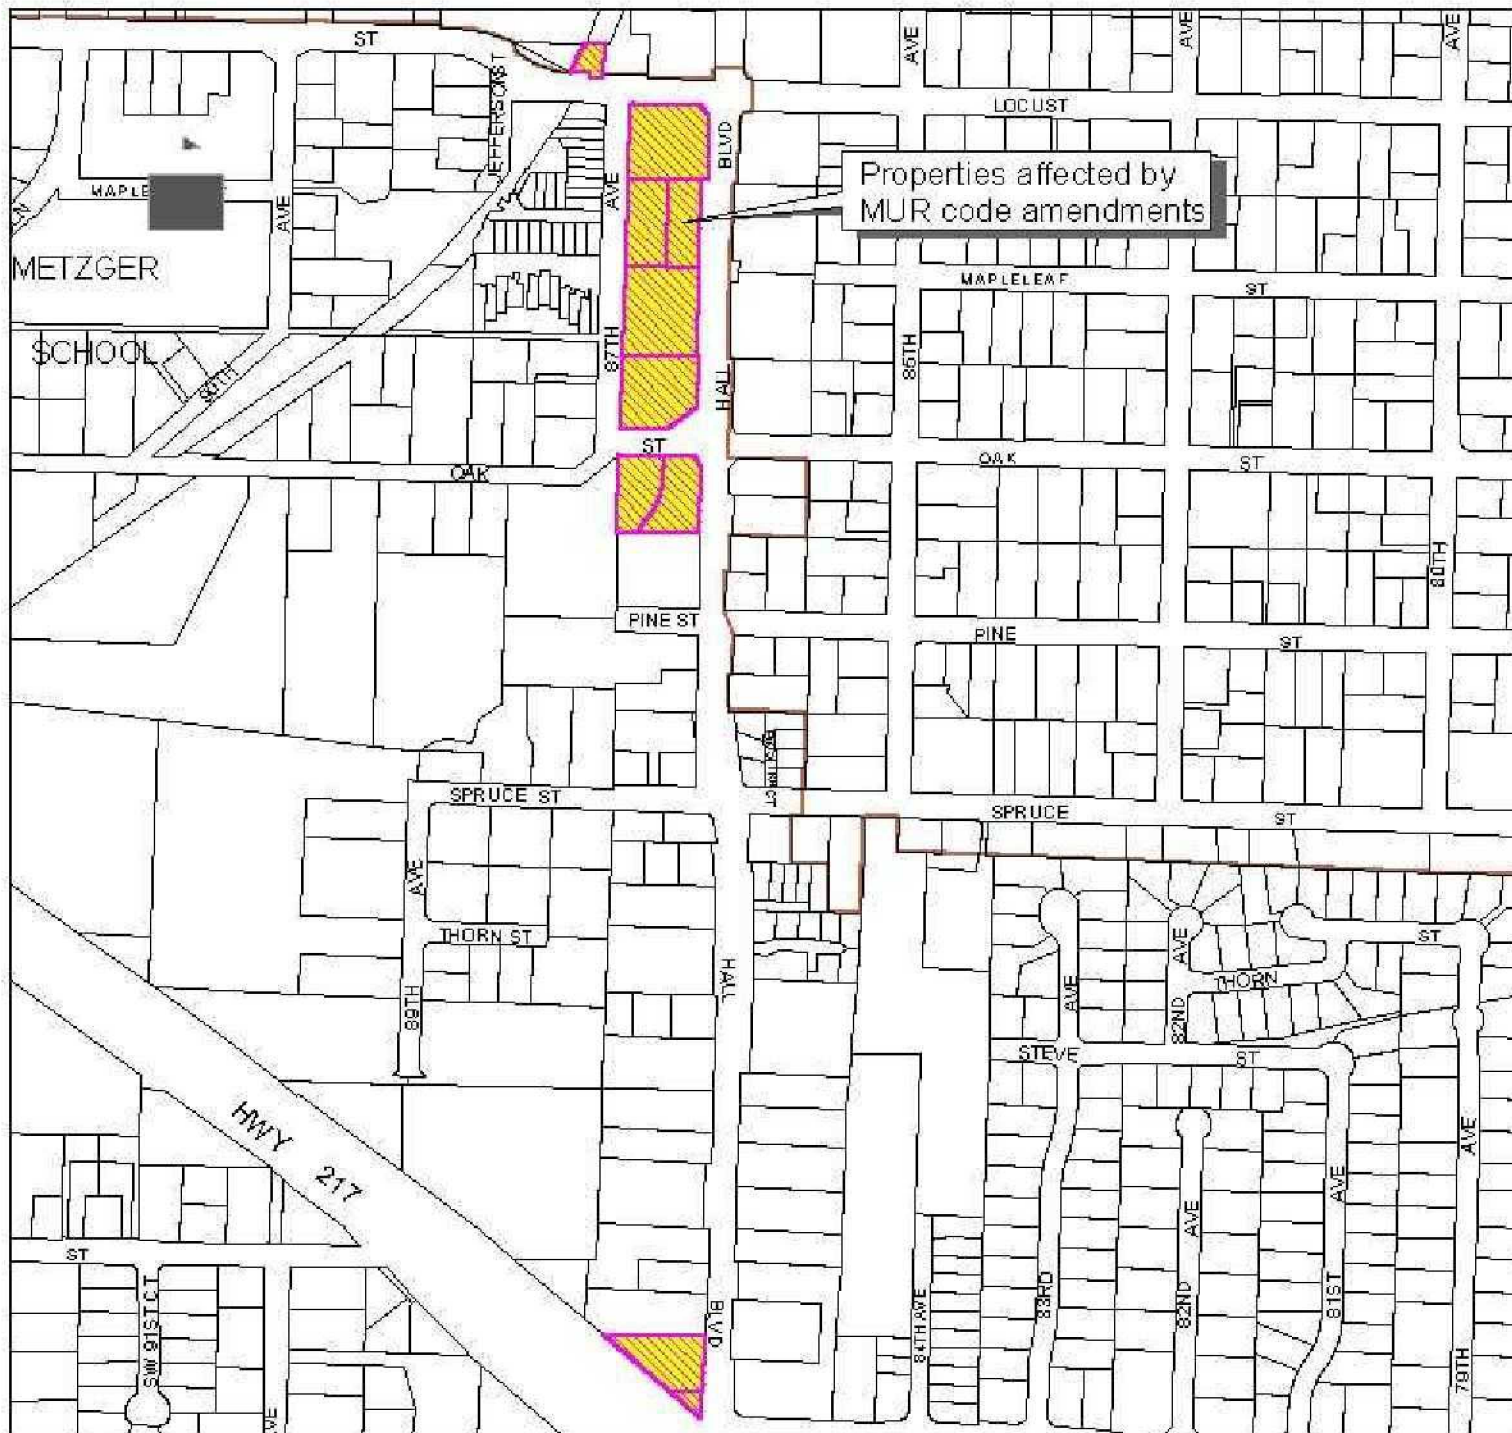 ST
AVE
AVE
AVE
JEFFERSON ST
LOCUST
BLVD
Properties affected by
MUR code amendments
MAPLE
AVE
AVE
METZGER
MAPLELEAF
ST
SCHOOL
90TH
87TH
HALL
85TH
ST
OAK
OAK
ST
80TH
PINE ST
PINE
ST
SPRUCE ST
SPRUCE
ST
AVE
THORN ST
HALL
AVE
AVE
ST
THORN
89TH
82ND
STEVE
ST
HWY 217
AVE
AVE
AVE
ST
SW 91ST CT
BLVD
84TH AVE
83RD
82ND
81ST
79TH
AVE